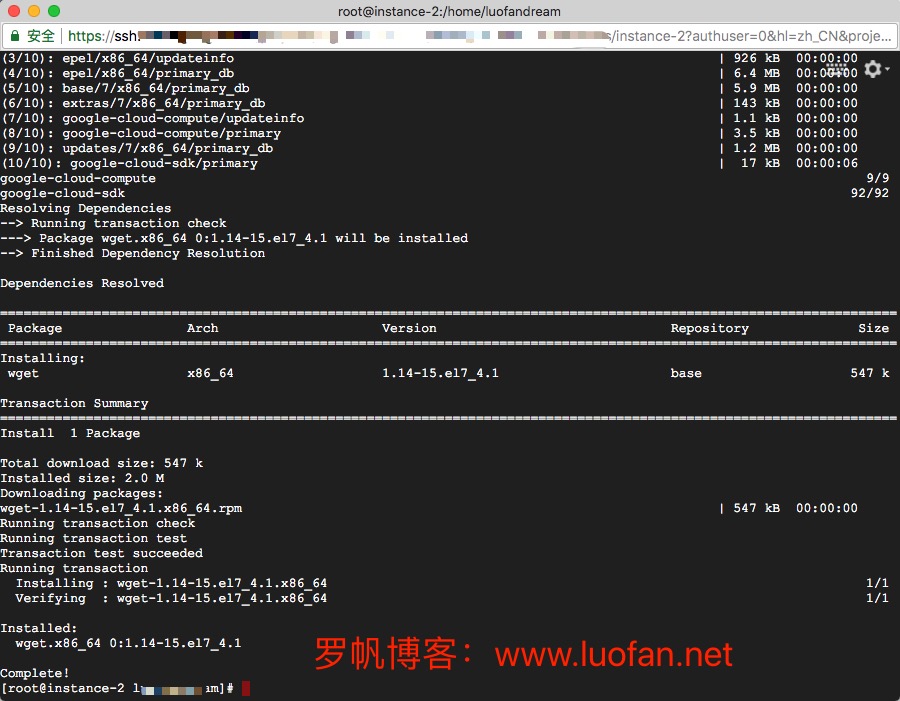 root@instance-2:/home/luofandream
安全 https://ssh. /instance-2?authuser=0&hl=zh_CN&proje...
(3/10): epel/x86_64/updateinfo | 926 kB 00:00:00
(4/10): epel/x86_64/primary_db | 6.4 MB 00:00:00
(5/10): base/7/x86_64/primary_db | 5.9 MB 00:00:00
(6/10): extras/7/x86_64/primary_db | 143 kB 00:00:00
(7/10): google-cloud-compute/updateinfo | 1.1 kB 00:00:00
(8/10): google-cloud-compute/primary | 3.5 kB 00:00:00
(9/10): updates/7/x86_64/primary_db | 1.2 MB 00:00:00
(10/10): google-cloud-sdk/primary | 17 kB 00:00:06
google-cloud-compute 9/9
google-cloud-sdk 92/92
Resolving Dependencies
--> Running transaction check
---> Package wget.x86_64 0:1.14-15.el7_4.1 will be installed
--> Finished Dependency Resolution
Dependencies Resolved
Package Arch Version Repository Size
Installing:
wget x86_64 1.14-15.el7_4.1 base 547 k
Transaction Summary
Install 1 Package
Total download size: 547 k
Installed size: 2.0 M
Downloading packages:
wget-1.14-15.el7_4.1.x86_64.rpm | 547 kB 00:00:00
Running transaction check
Running transaction test
Transaction test succeeded
Running transaction
Installing : wget-1.14-15.el7_4.1.x86_64 1/1
Verifying : wget-1.14-15.el7_4.1.x86_64 1/1
Installed:
wget.x86_64 0:1.14-15.el7_4.1
罗帆博客：www.luofan.net
Complete!
[root@instance-2 ]#